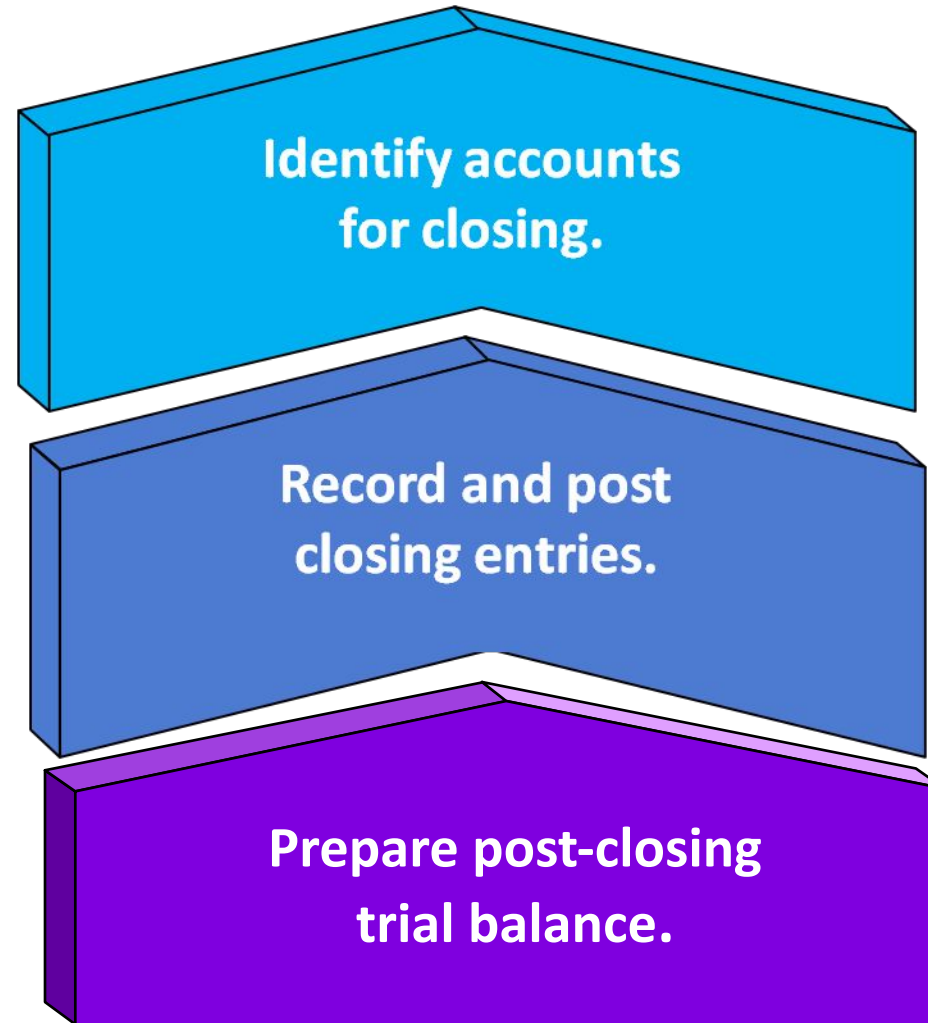 Identify accounts
for closing.
Record and post
closing entries.
Prepare post-closing
trial balance.